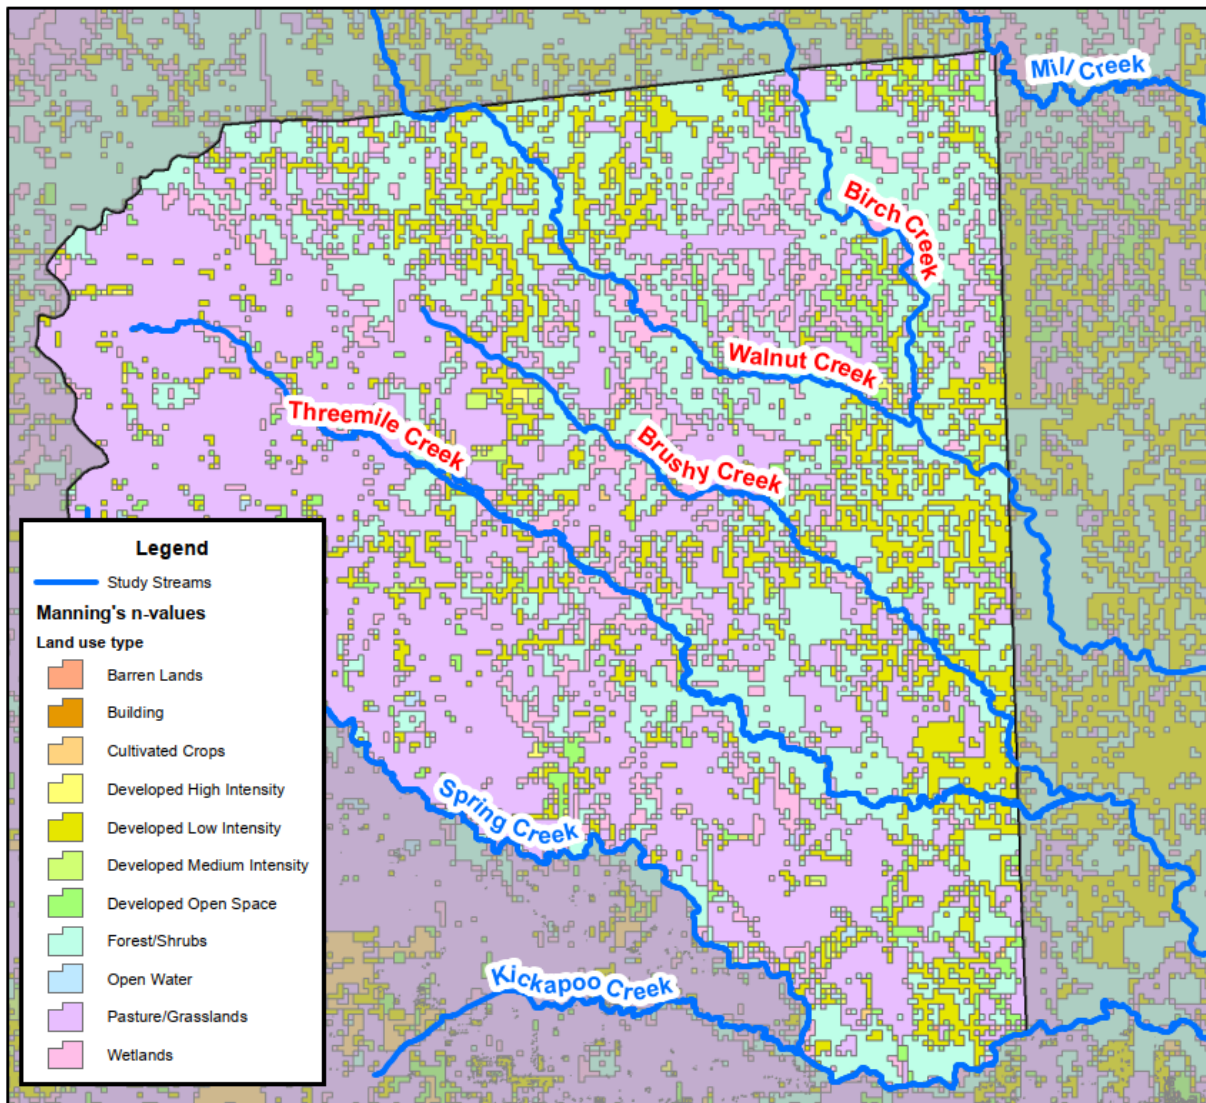 Mill Creek
Birch Creek
Walnut Creek
Threemile Creek
Brushy Creek
Spring Creek
Kickapoo Creek
Legend
Study Streams
Manning's n-values
Land use type
Barren Lands
Building
Cultivated Crops
Developed High Intensity
Developed Low Intensity
Developed Medium Intensity
Developed Open Space
Forest/Shrubs
Open Water
Pasture/Grasslands
Wetlands